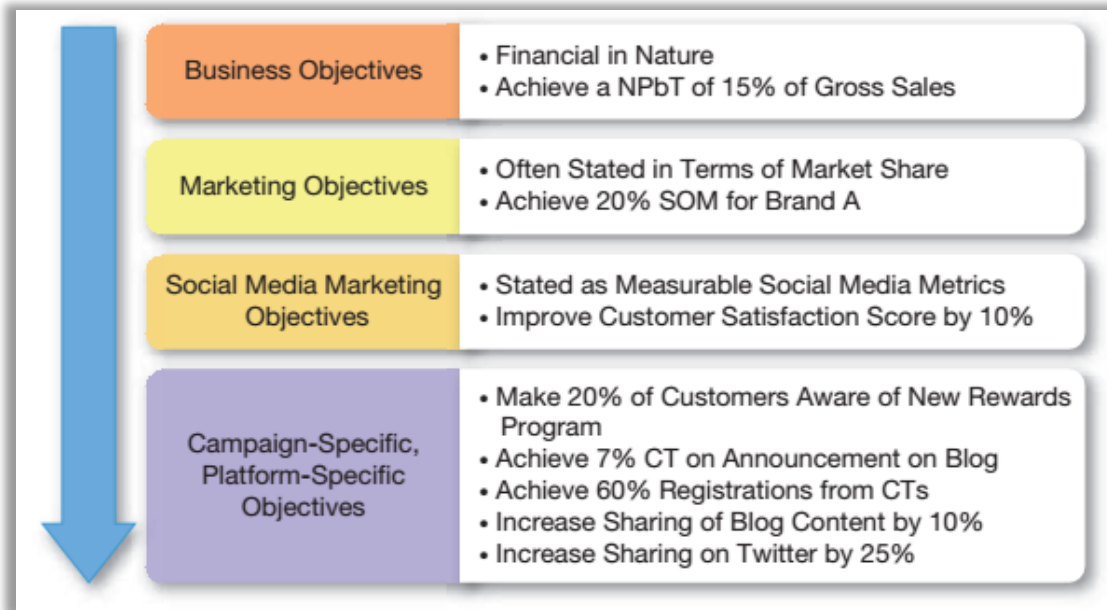 Business Objectives
• Financial in Nature
• Achieve a NPbT of 15% of Gross Sales
Marketing Objectives
• Often Stated in Terms of Market Share
• Achieve 20% SOM for Brand A
Social Media Marketing
Objectives
• Stated as Measurable Social Media Metrics
• Improve Customer Satisfaction Score by 10%
Campaign-Specific,
Platform-Specific
Objectives
• Make 20% of Customers Aware of New Rewards
Program
• Achieve 7% CT on Announcement on Blog
• Achieve 60% Registrations from CTs
• Increase Sharing of Blog Content by 10%
• Increase Sharing on Twitter by 25%